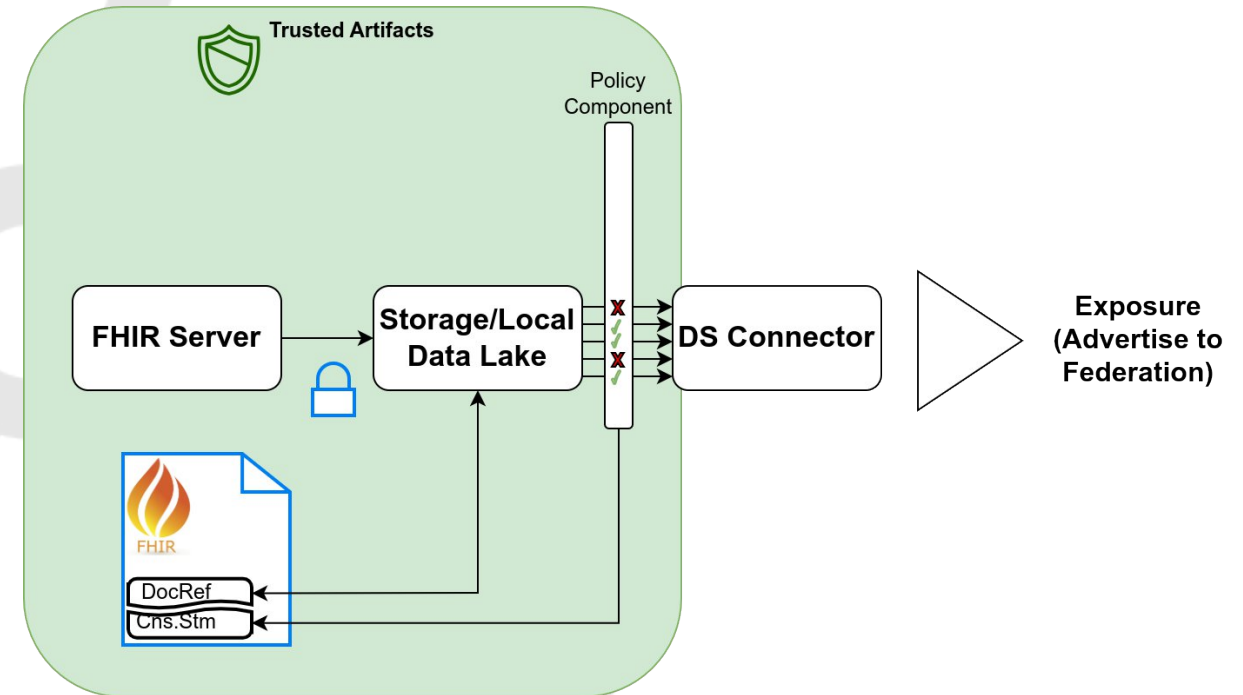 Trusted Artifacts
Policy
Component
FHIR Server
Storage/Local
Data Lake
DS Connector
Exposure
(Advertise to
Federation)
FHIR
DocRef
Cns.Stm